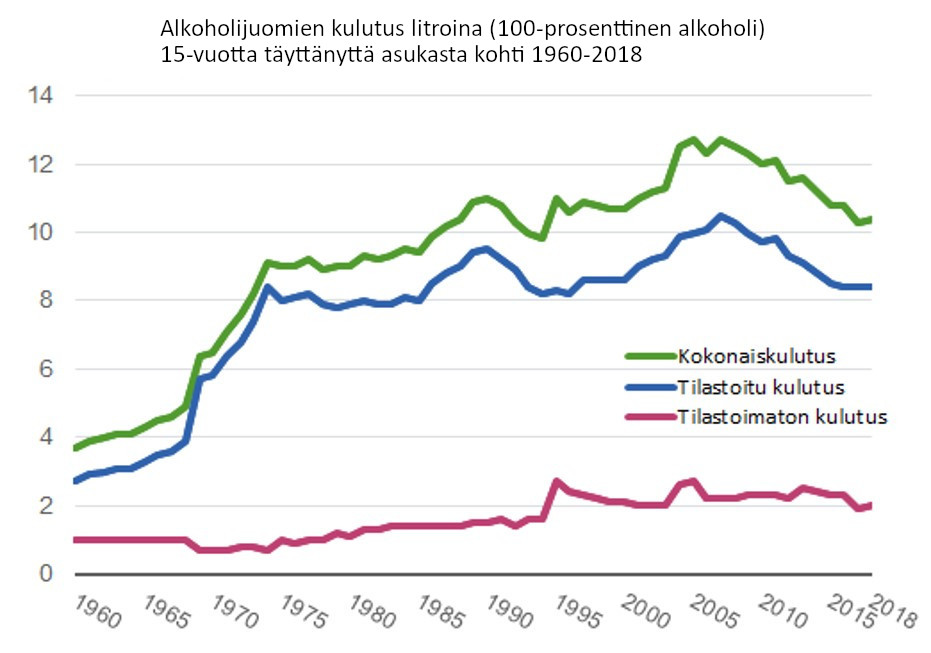 Alkoholijuomien kulutus litroina (100-prosenttinen alkoholi)
15-vuotta täyttänyttä asukasta kohti 1960-2018
14
12
10
8
6
4
2
0
Kokonaiskulutus
Tilastoitu kulutus
Tilastoimaton kulutus
1960 1965 1970 1975 1980 1985 1990 1995 2000 2005 2010 2015 2018